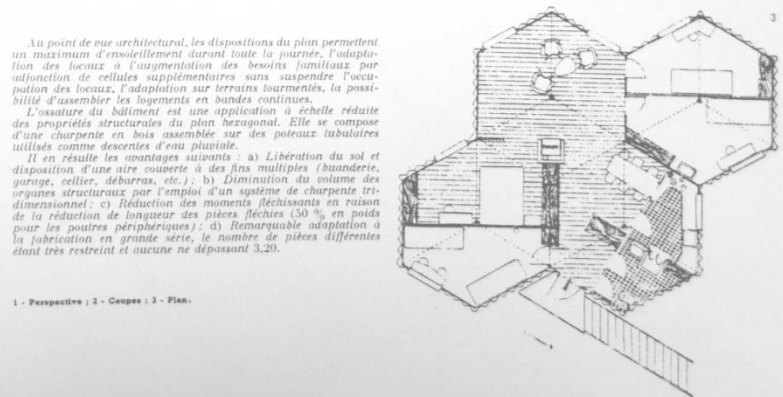 Au point de vue architectural, les dispositions du plan permettent
un maximum d'ensoleillement durant toute la journée, l'adapta-
tion des locaux à l'augmentation des besoins familiaux par
adjonction de cellules supplémentaires sans suspendre l'occu-
pation des locaux, l'adaptation sur terrains tourmentés, la possi-
bilité d'assembler les logements en bandes continues.
L'ossature du bâtiment est une application à échelle réduite
des propriétés structurales du plan hexagonal. Elle se compose
d'une charpente en bois assemblée sur des poteaux tubulaires
utilisés comme descentes d'eau pluviale.
Il en résulte les avantages suivants : a) Libération du sol et
disposition d'une aire couverte à des fins multiples (buanderie,
garage, cellier, débarras, etc.) ; b) Diminution du volume des
organes structuraux par l'emploi d'un système de charpente tri-
dimensionnel ; c) Réduction des moments fléchissants en raison
de la réduction de longueur des pièces fléchies (50 % en poids
pour les poutres périphériques) ; d) Remarquable adaptation à
la fabrication en grande série, le nombre de pièces différentes
étant très restreint et aucune ne dépassant 3,20.
1 - Perspective ; 2 - Coupes ; 3 - Plan.
3